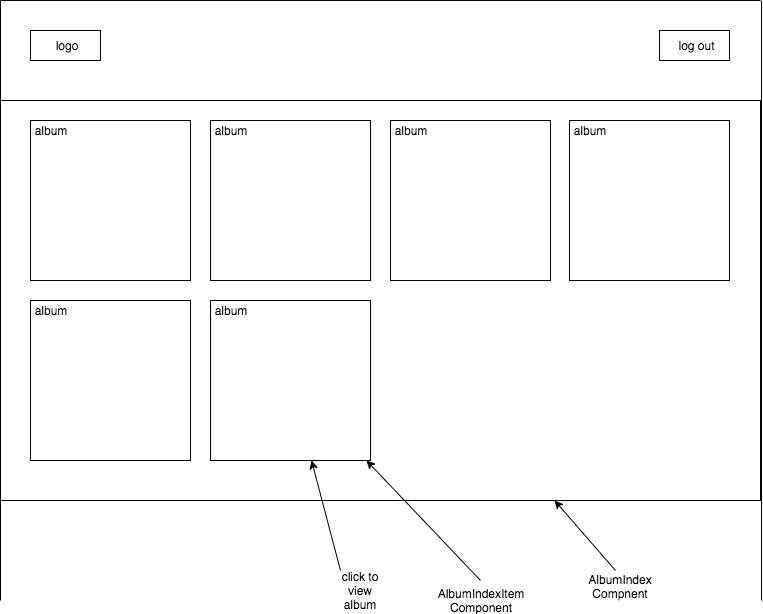 logo
log out
album
album
album
album
album
album
click to
view
album
AlbumIndexItem
Component
AlbumIndex
Compnent